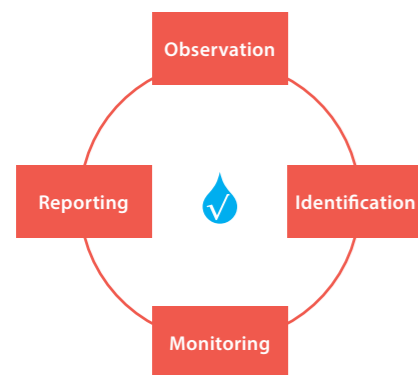 Observation
Reporting
√
Identification
Monitoring